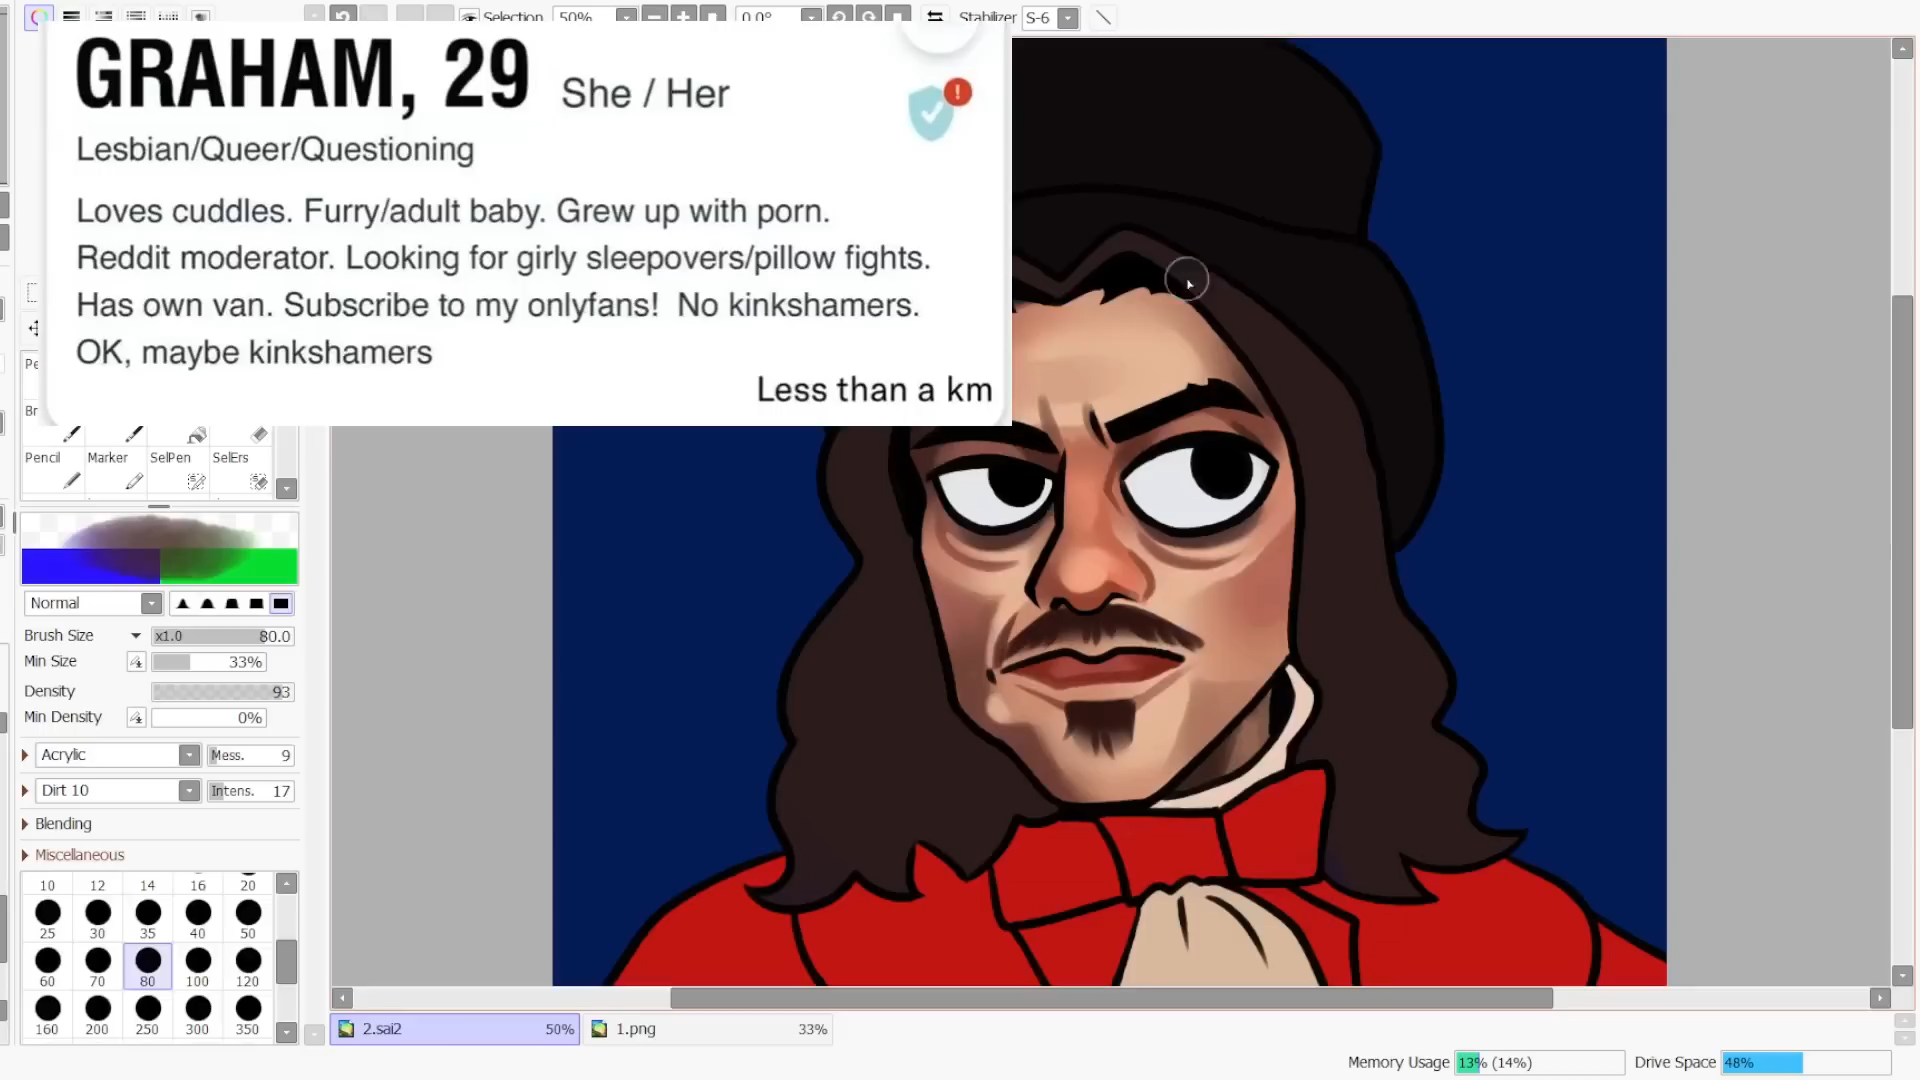 Selection 50% 0.0° Stabilizer S-6
GRAHAM, 29 She / Her
Lesbian/Queer/Questioning
Loves cuddles. Furry/adult baby. Grew up with porn.
Reddit moderator. Looking for girly sleepovers/pillow fights.
Has own van. Subscribe to my onlyfans! No kinkshamers.
OK, maybe kinkshamers
Less than a km
Pe
Br
Pencil Marker SelPen SelErs
Normal
Brush Size x1.0 80.0
Min Size 33%
Density 93
Min Density 0%
Acrylic Mess. 9
Dirt 10 Intens. 17
Blending
Miscellaneous
10 12 14 16 20
25 30 35 40 50
60 70 80 100 120
160 200 250 300 350
2.sai2 50% 1.png 33%
Memory Usage 13% (14%) Drive Space 48%